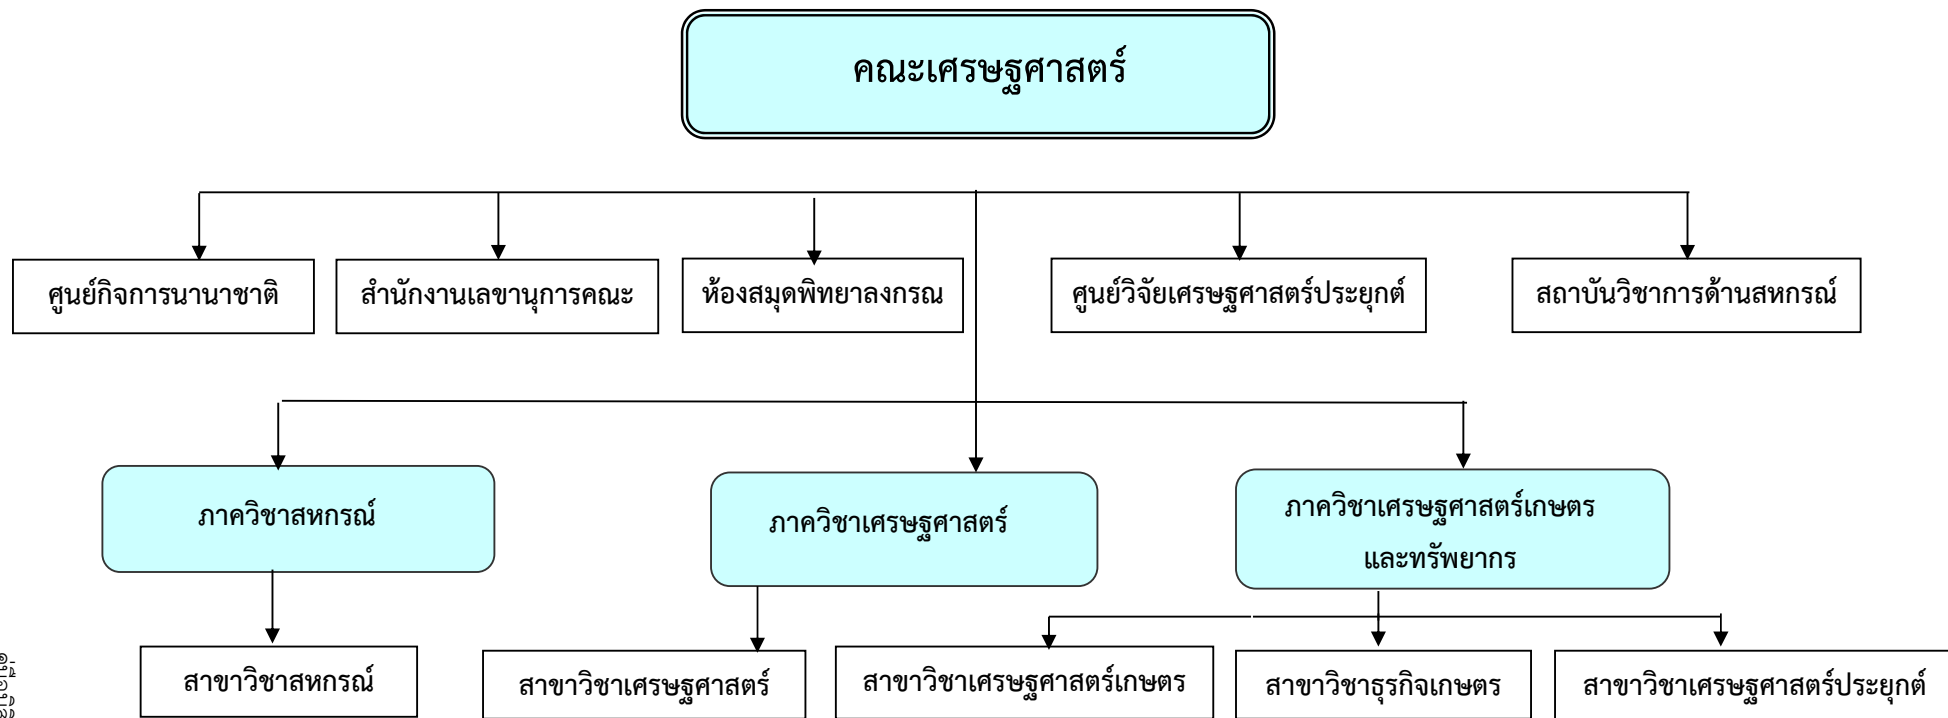 คณะเศรษฐศาสตร์
ศูนย์กิจการนานาชาติ
สำนักงานเลขานุการคณะ
ห้องสมุดพิทยาลงกรณ
ศูนย์วิจัยเศรษฐศาสตร์ประยุกต์
สถาบันวิชาการด้านสหกรณ์
ภาควิชาสหกรณ์
ภาควิชาเศรษฐศาสตร์
ภาควิชาเศรษฐศาสตร์เกษตร
และทรัพยากร
สาขาวิชาสหกรณ์
สาขาวิชาเศรษฐศาสตร์
สาขาวิชาเศรษฐศาสตร์เกษตร
สาขาวิชาธุรกิจเกษตร
สาขาวิชาเศรษฐศาสตร์ประยุกต์